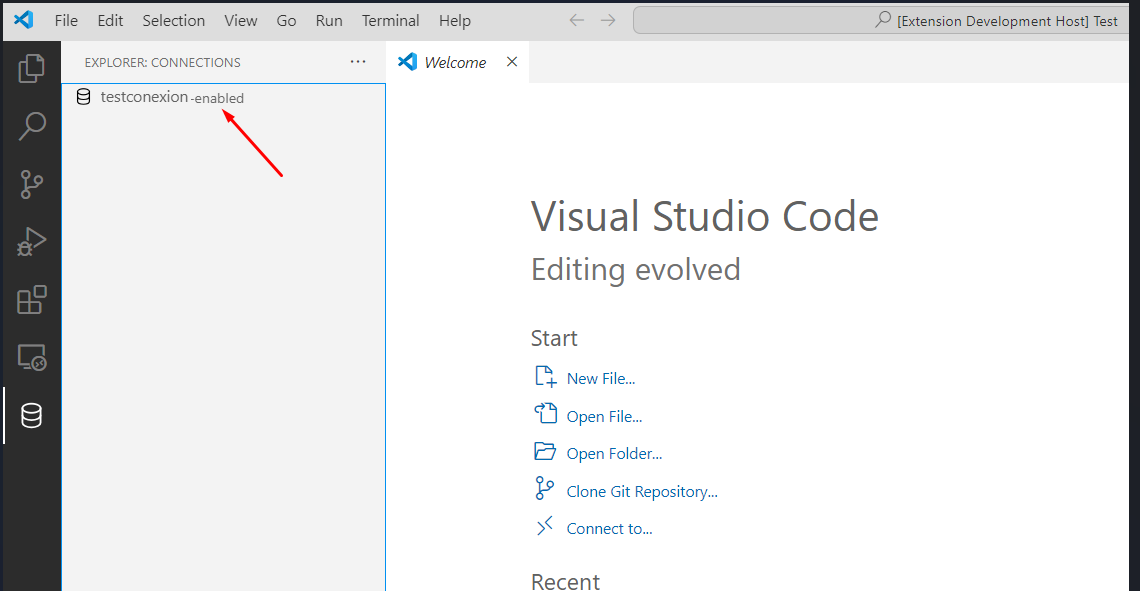 File Edit Selection View Go Run Terminal Help
[Extension Development Host] Test
EXPLORER: CONNECTIONS
Welcome
testconexion -enabled
Visual Studio Code
Editing evolved
Start
New File...
Open File...
Open Folder...
Clone Git Repository...
Connect to...
Recent